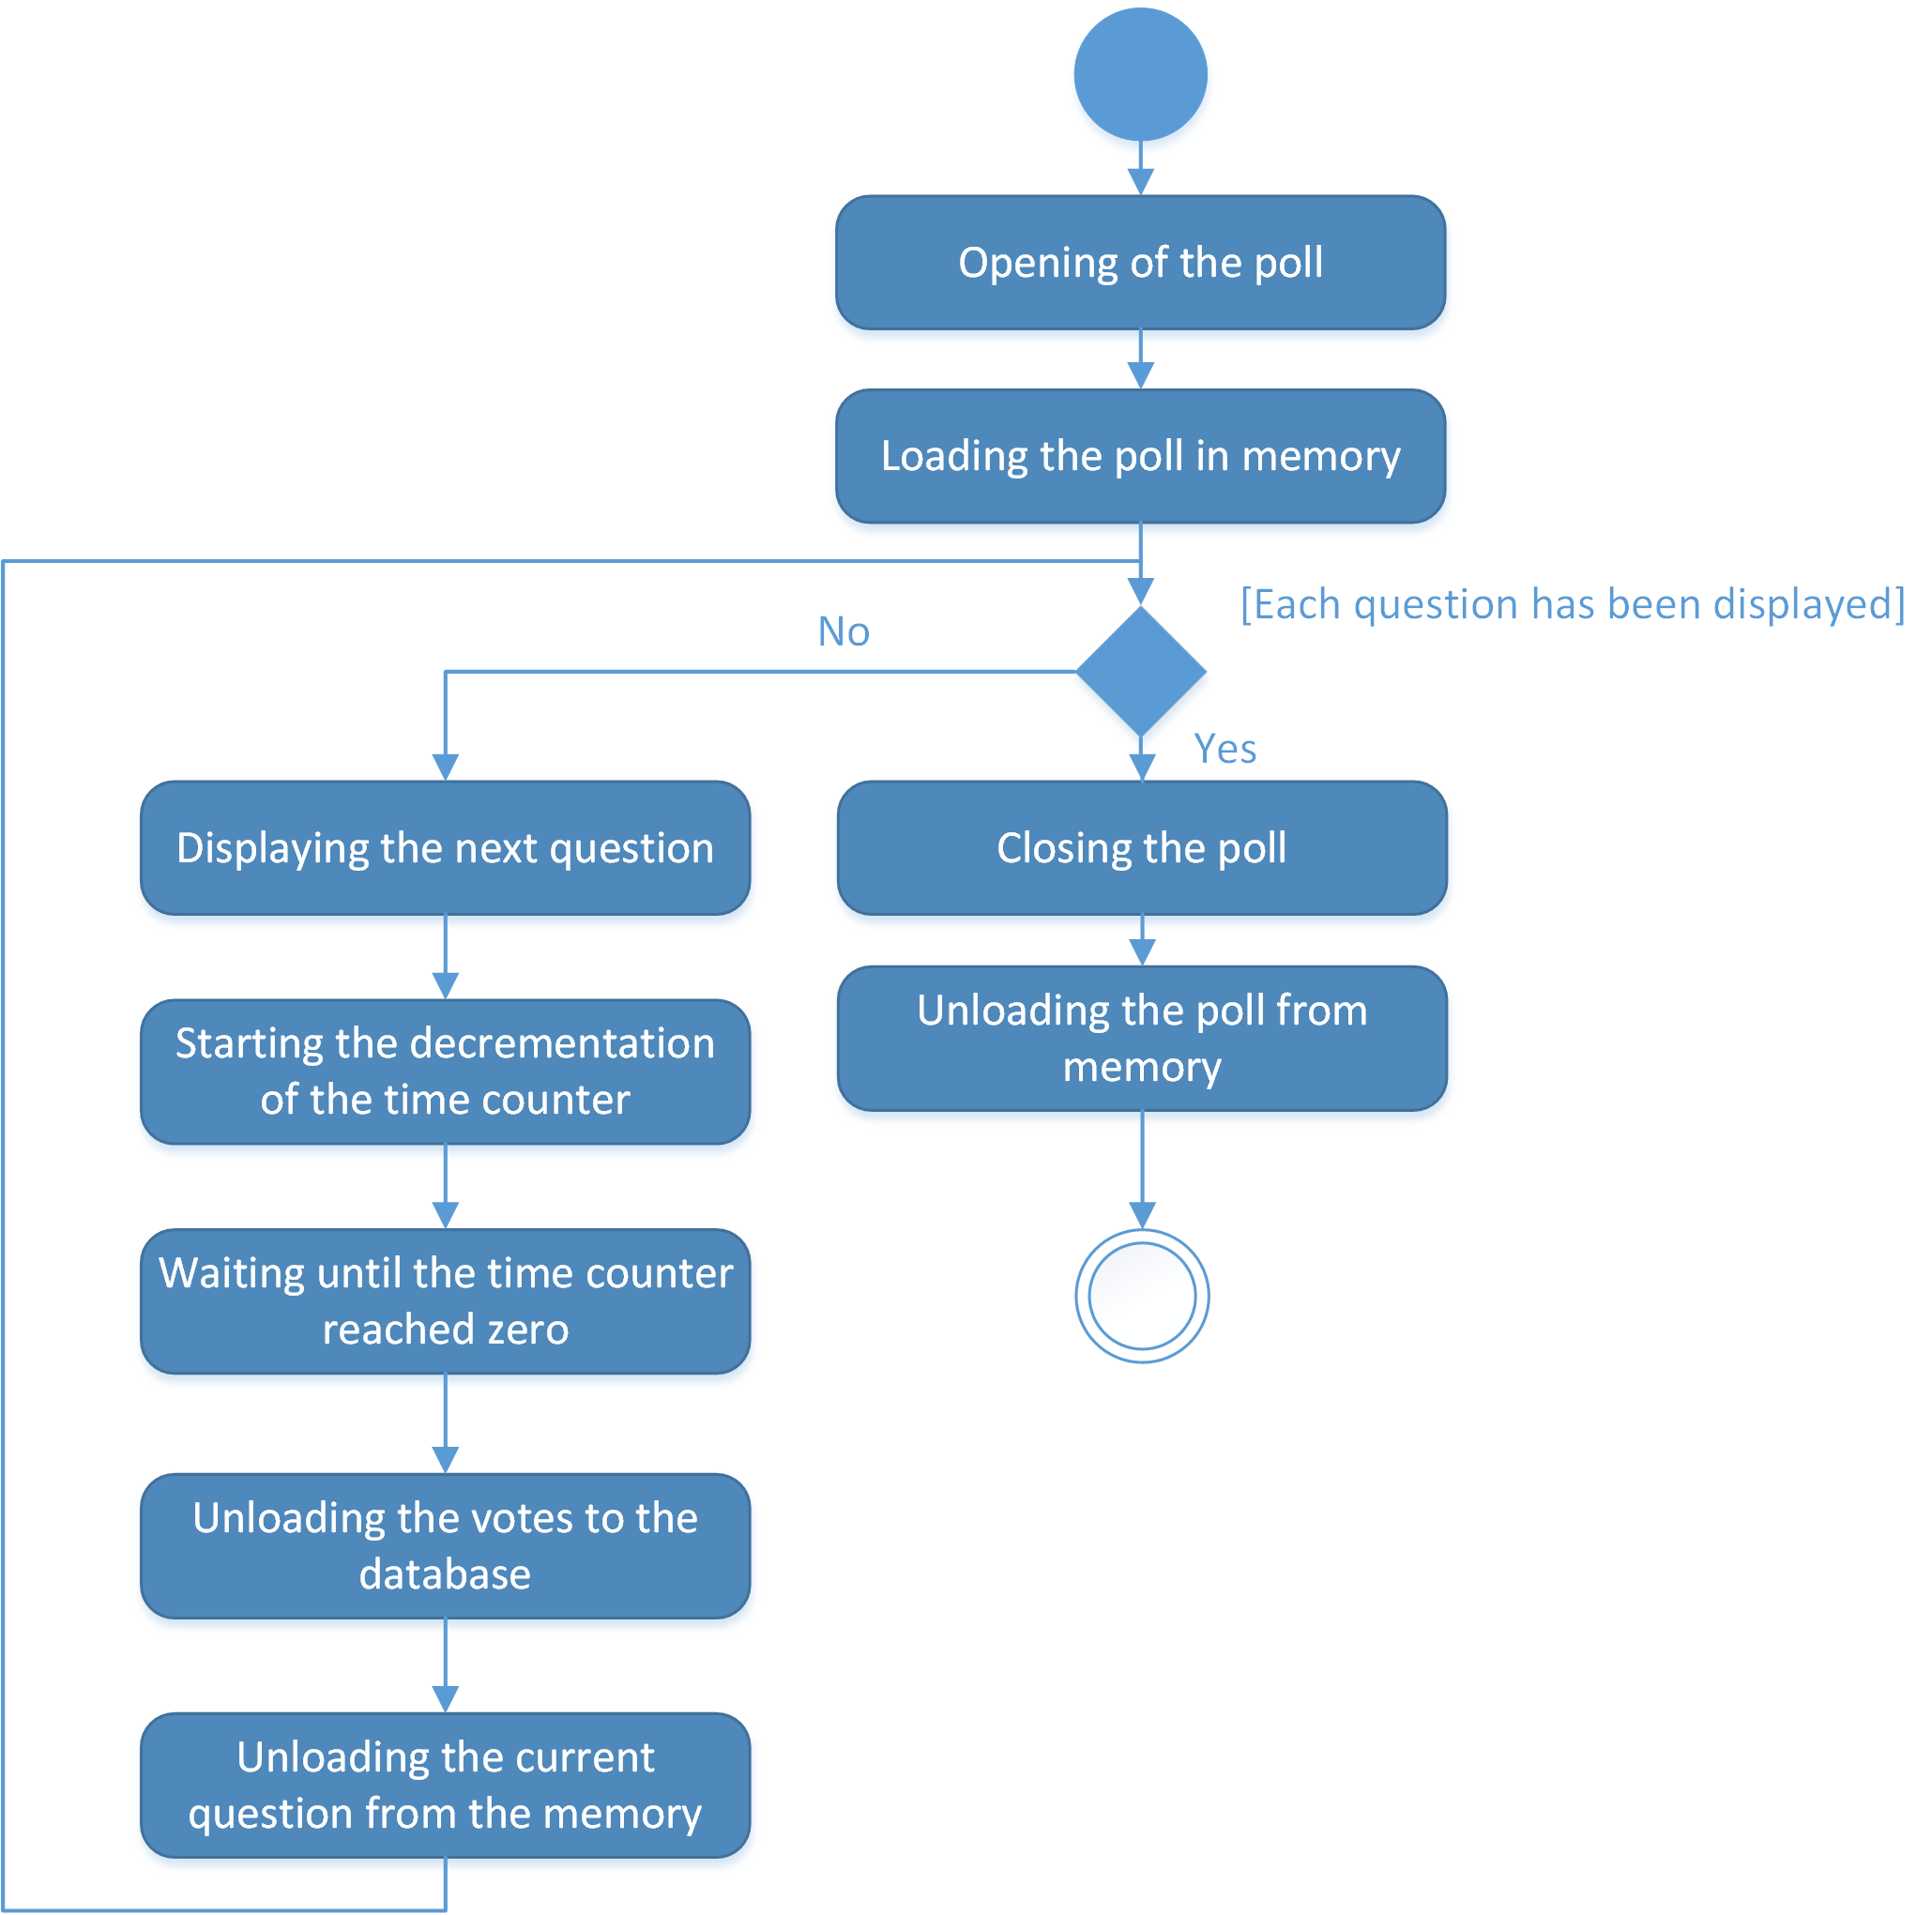 Opening of the poll
Loading the poll in memory
[Each question has been displayed]
No
Yes
Displaying the next question
Closing the poll
Starting the decrementation
of the time counter
Unloading the poll from
memory
Waiting until the time counter
reached zero
Unloading the votes to the
database
Unloading the current
question from the memory